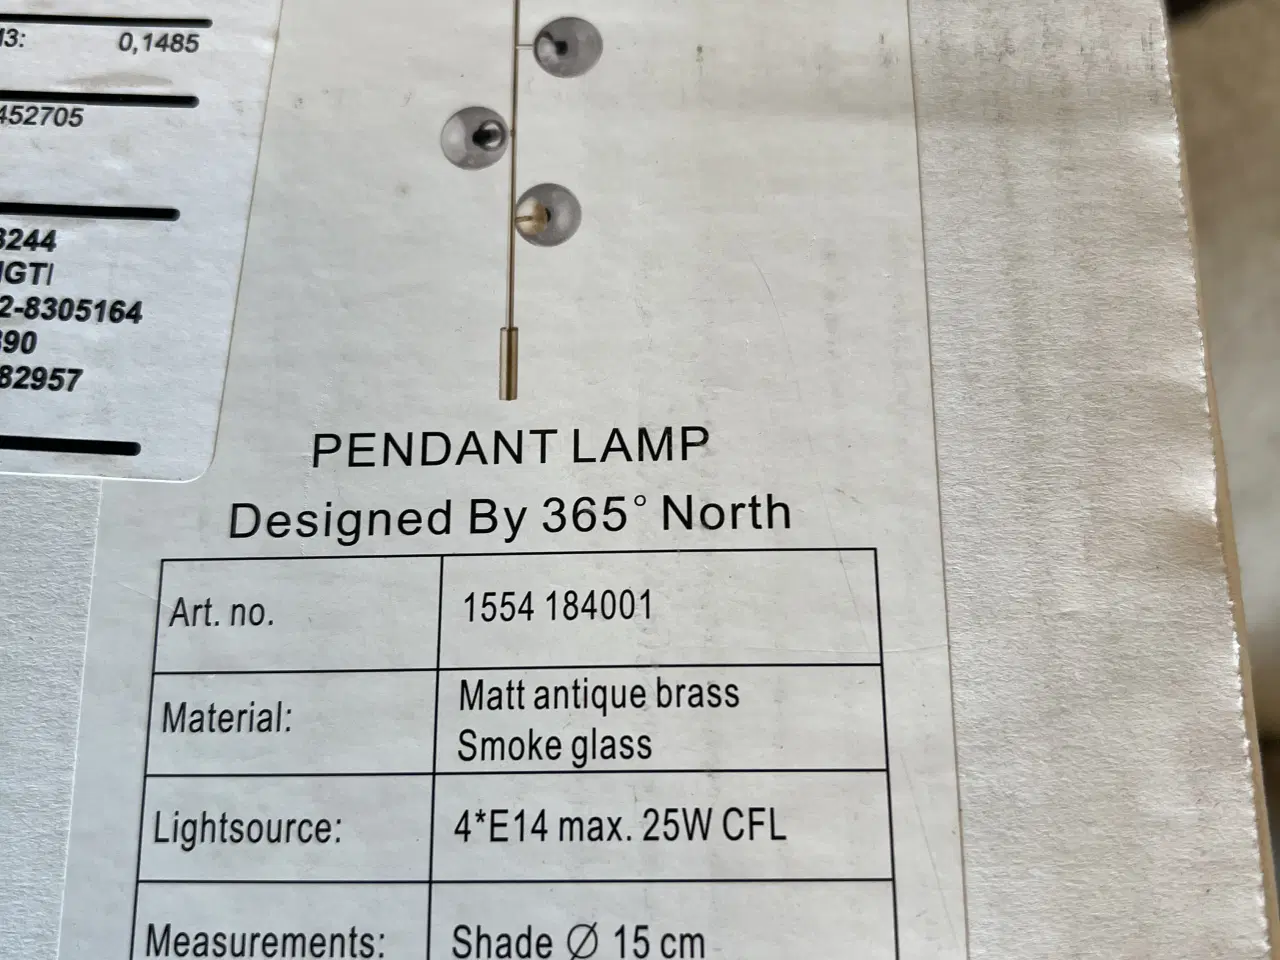 0,1485
452705
3244
2-8305164
390
82957
PENDANT LAMP
Designed By 365° North
Art. no.
1554 184001
Material:
Matt antique brass
Smoke glass
Lightsource:
4*E14 max. 25W CFL
Measurements:
Shade Ø 15 cm